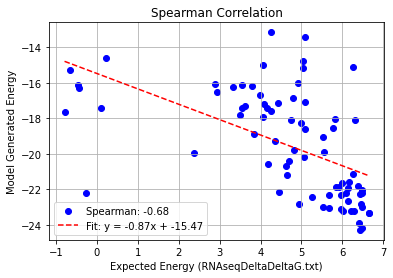 Spearman Correlation
Model Generated Energy
−14
−16
−18
−20
−22
−24
Spearman: -0.68
Fit: y = -0.87x + -15.47
−1 0 1 2 3 4 5 6 7
Expected Energy (RNAseqDeltaDeltaG.txt)